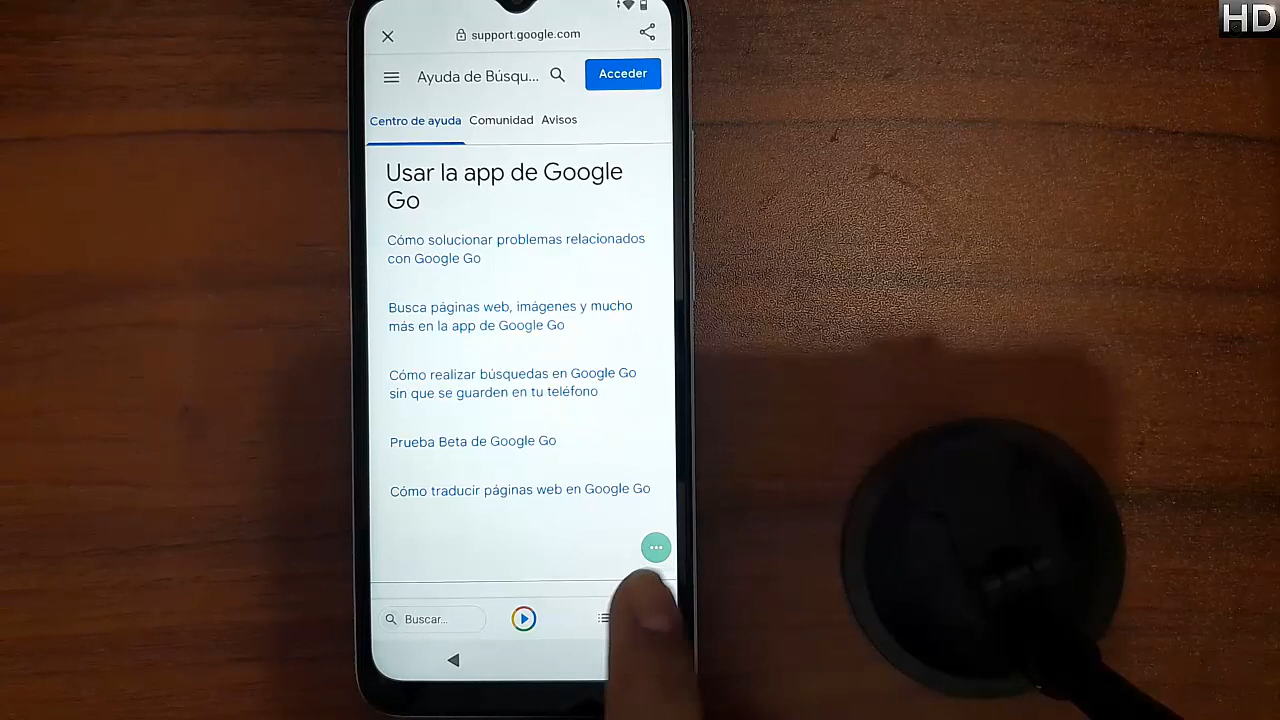 HD
support.google.com
Ayuda de Búsqu...
Acceder
Centro de ayuda Comunidad Avisos
Usar la app de Google
Go
Cómo solucionar problemas relacionados
con Google Go
Busca páginas web, imágenes y mucho
más en la app de Google Go
Cómo realizar búsquedas en Google Go
sin que se guarden en tu teléfono
Prueba Beta de Google Go
Cómo traducir páginas web en Google Go
Buscar...